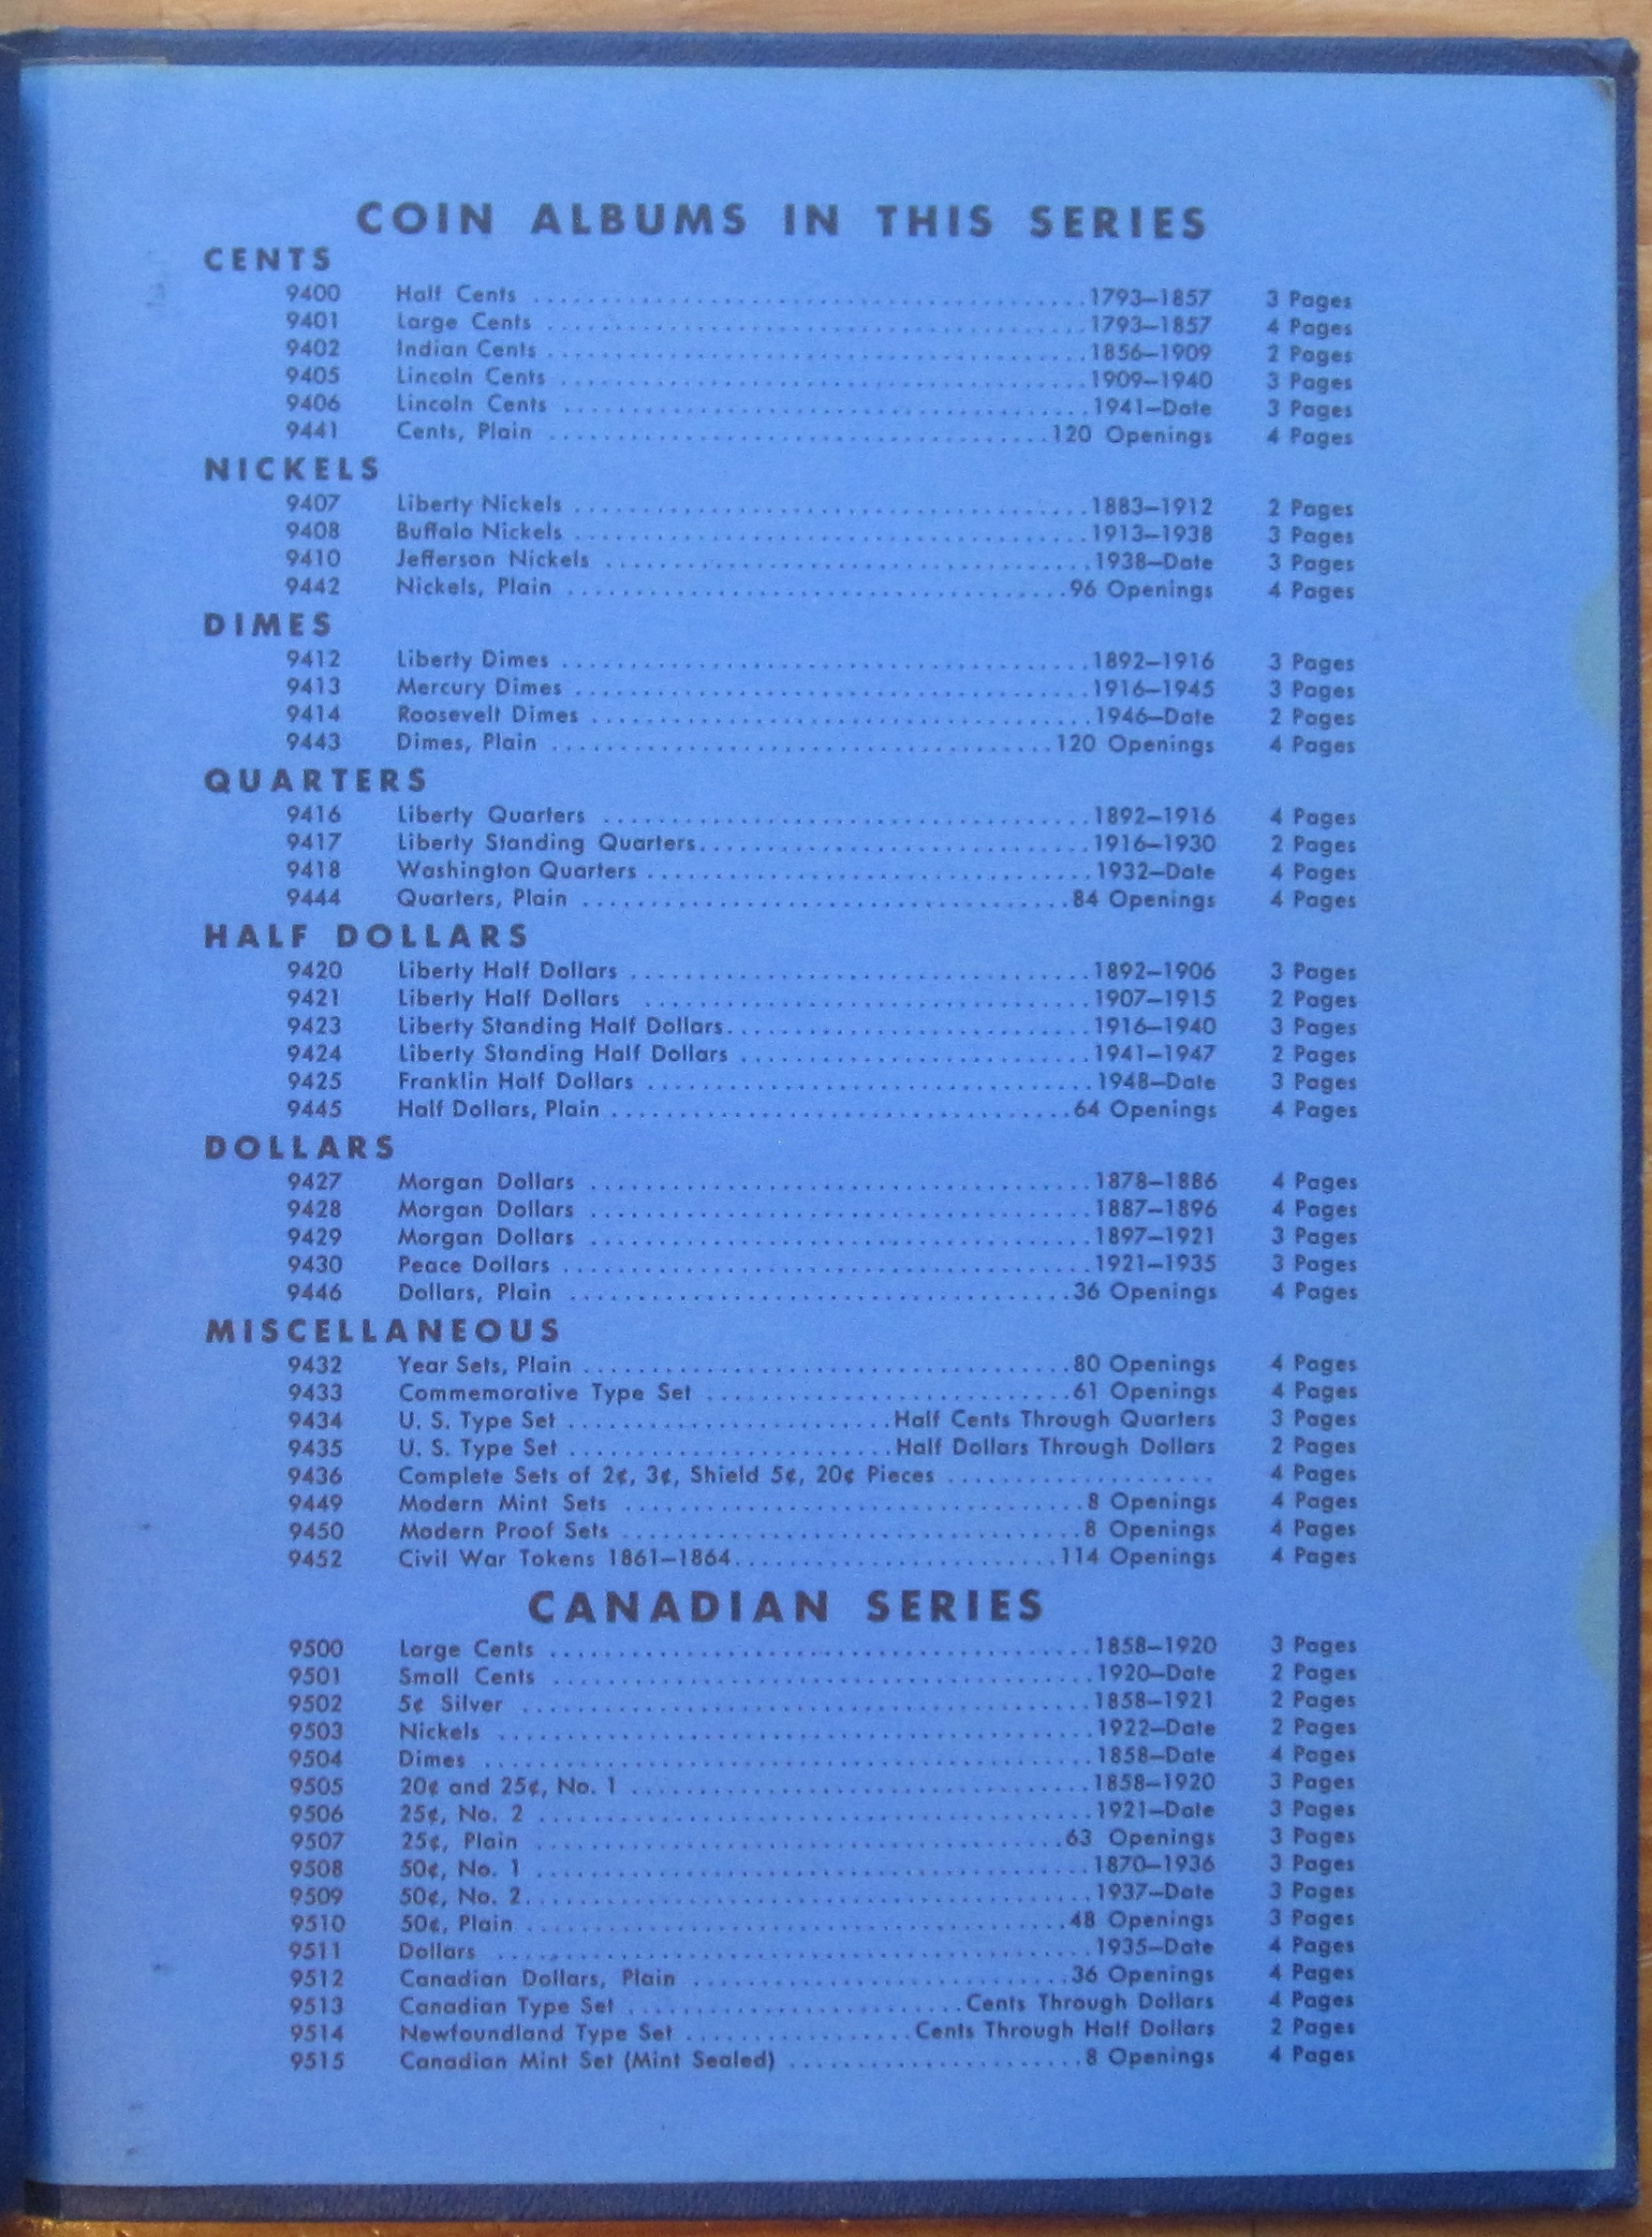 COIN ALBUMS IN THIS SERIES
CENTS
9400 Half Cents ........................................ 1793–1857 3 Pages
9401 Large Cents ....................................... 1793–1857 4 Pages
9402 Indian Cents ....................................... 1856–1909 2 Pages
9405 Lincoln Cents ...................................... 1909–1940 3 Pages
9406 Lincoln Cents ...................................... 1941–Date 3 Pages
9441 Cents, Plain .................................... 120 Openings 4 Pages
NICKELS
9407 Liberty Nickels ..................................... 1883–1912 2 Pages
9408 Buffalo Nickels ..................................... 1913–1938 3 Pages
9410 Jefferson Nickels ................................... 1938–Date 3 Pages
9442 Nickels, Plain .................................... 96 Openings 4 Pages
DIMES
9412 Liberty Dimes ...................................... 1892–1916 3 Pages
9413 Mercury Dimes ..................................... 1916–1945 3 Pages
9414 Roosevelt Dimes .................................... 1946–Date 2 Pages
9443 Dimes, Plain .................................... 120 Openings 4 Pages
QUARTERS
9416 Liberty Quarters ................................... 1892–1916 4 Pages
9417 Liberty Standing Quarters............................ 1916–1930 2 Pages
9418 Washington Quarters ................................ 1932–Date 4 Pages
9444 Quarters, Plain ................................... 84 Openings 4 Pages
HALF DOLLARS
9420 Liberty Half Dollars ................................. 1892–1906 3 Pages
9421 Liberty Half Dollars ................................ 1907–1915 2 Pages
9423 Liberty Standing Half Dollars.......................... 1916–1940 3 Pages
9424 Liberty Standing Half Dollars ......................... 1941–1947 2 Pages
9425 Franklin Half Dollars ................................ 1948–Date 3 Pages
9445 Half Dollars, Plain ................................. 64 Openings 4 Pages
DOLLARS
9427 Morgan Dollars .................................... 1878–1886 4 Pages
9428 Morgan Dollars .................................... 1887–1896 4 Pages
9429 Morgan Dollars .................................... 1897–1921 3 Pages
9430 Peace Dollars ...................................... 1921–1935 3 Pages
9446 Dollars, Plain .................................... 36 Openings 4 Pages
MISCELLANEOUS
9432 Year Sets, Plain ................................... 80 Openings 4 Pages
9433 Commemorative Type Set .......................... 61 Openings 4 Pages
9434 U. S. Type Set ........................ Half Cents Through Quarters 3 Pages
9435 U. S. Type Set ........................ Half Dollars Through Dollars 2 Pages
9436 Complete Sets of 2¢, 3¢, Shield 5¢, 20¢ Pieces .................... 4 Pages
9449 Modern Mint Sets ................................. 8 Openings 4 Pages
9450 Modern Proof Sets ................................. 8 Openings 4 Pages
9452 Civil War Tokens 1861–1864........................ 114 Openings 4 Pages
CANADIAN SERIES
9500 Large Cents ....................................... 1858–1920 3 Pages
9501 Small Cents ....................................... 1920–Date 2 Pages
9502 5¢ Silver ......................................... 1858–1921 2 Pages
9503 Nickels ........................................... 1922–Date 2 Pages
9504 Dimes ............................................ 1858–Date 4 Pages
9505 20¢ and 25¢, No. 1 ................................. 1858–1920 3 Pages
9506 25¢, No. 2 ........................................ 1921–Date 3 Pages
9507 25¢, Plain ...................................... 63 Openings 3 Pages
9508 50¢, No. 1 ........................................ 1870–1936 3 Pages
9509 50¢, No. 2......................................... 1937–Date 3 Pages
9510 50¢, Plain ....................................... 48 Openings 3 Pages
9511 Dollars ........................................... 1935–Date 4 Pages
9512 Canadian Dollars, Plain ........................... 36 Openings 4 Pages
9513 Canadian Type Set ......................... Cents Through Dollars 4 Pages
9514 Newfoundland Type Set ................. Cents Through Half Dollars 2 Pages
9515 Canadian Mint Set (Mint Sealed) ...................... 8 Openings 4 Pages